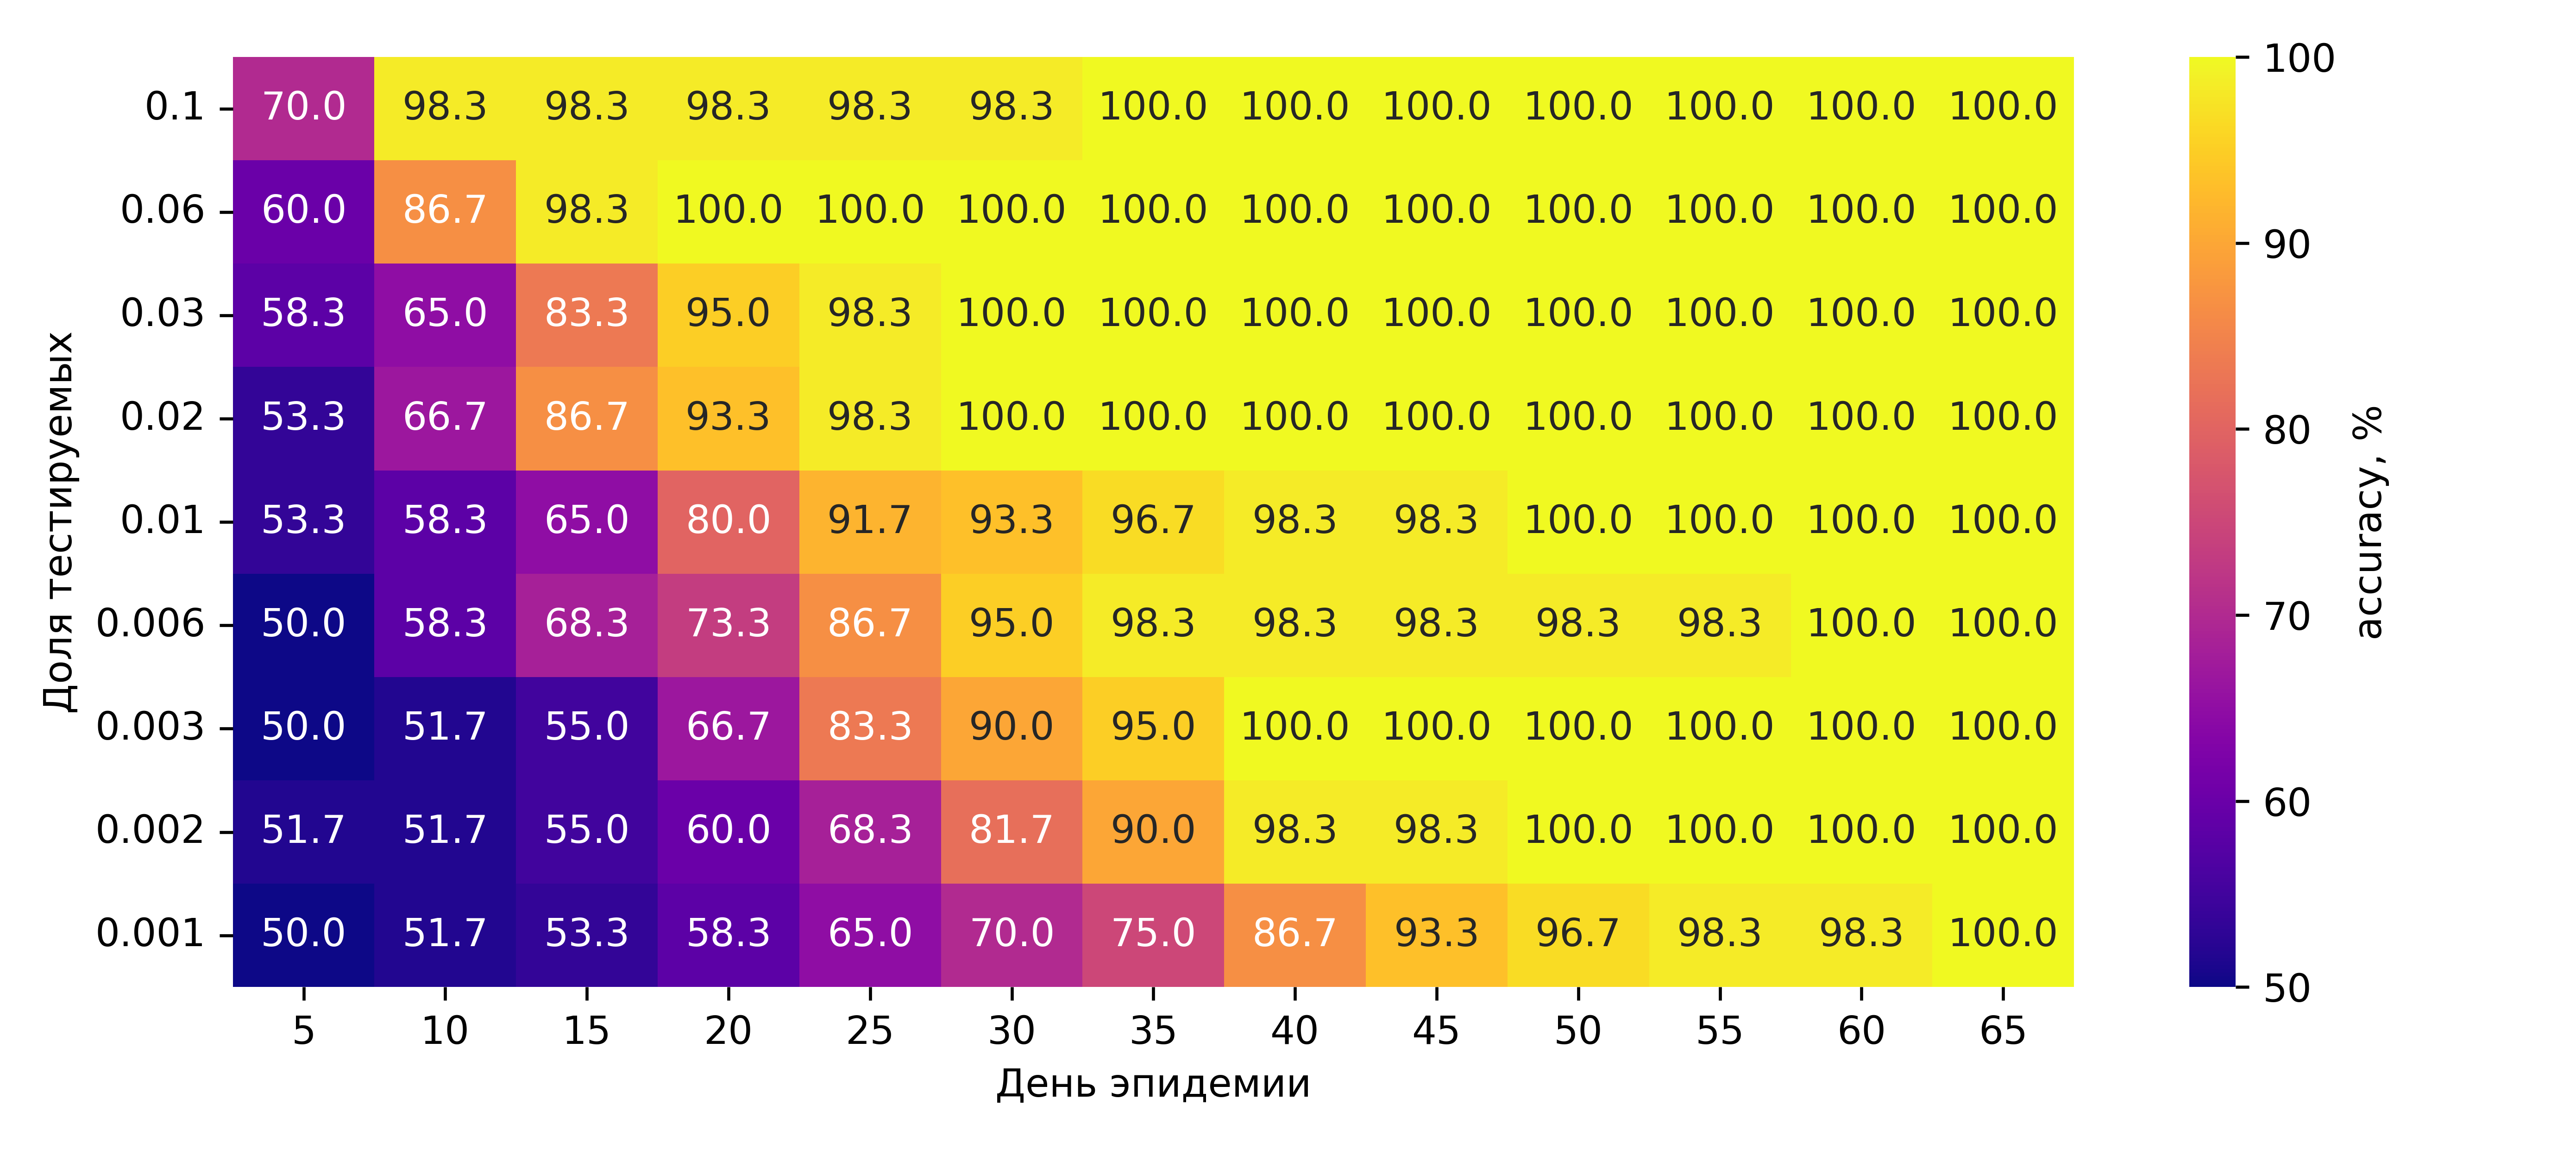 0.1 70.0 98.3 98.3 98.3 98.3 98.3 100.0 100.0 100.0 100.0 100.0 100.0 100.0
0.06 60.0 86.7 98.3 100.0 100.0 100.0 100.0 100.0 100.0 100.0 100.0 100.0 100.0
0.03 58.3 65.0 83.3 95.0 98.3 100.0 100.0 100.0 100.0 100.0 100.0 100.0 100.0
0.02 53.3 66.7 86.7 93.3 98.3 100.0 100.0 100.0 100.0 100.0 100.0 100.0 100.0
0.01 53.3 58.3 65.0 80.0 91.7 93.3 96.7 98.3 98.3 100.0 100.0 100.0 100.0
0.006 50.0 58.3 68.3 73.3 86.7 95.0 98.3 98.3 98.3 98.3 98.3 100.0 100.0
0.003 50.0 51.7 55.0 66.7 83.3 90.0 95.0 100.0 100.0 100.0 100.0 100.0 100.0
0.002 51.7 51.7 55.0 60.0 68.3 81.7 90.0 98.3 98.3 100.0 100.0 100.0 100.0
0.001 50.0 51.7 53.3 58.3 65.0 70.0 75.0 86.7 93.3 96.7 98.3 98.3 100.0
5 10 15 20 25 30 35 40 45 50 55 60 65
День эпидемии
Доля тестируемых
100
90
80
70
60
50
accuracy, %